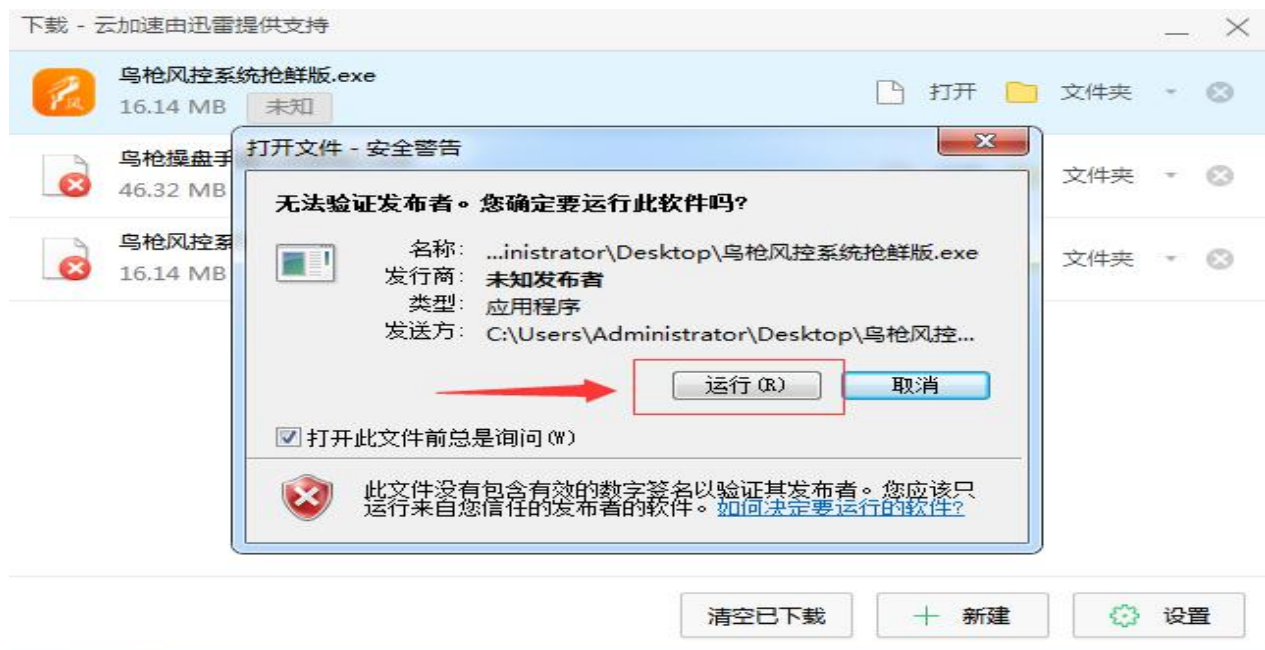 下载 - 云加速由迅雷提供支持
鸟枪风控系统抢鲜版.exe
16.14 MB 未知
打开 文件夹
鸟枪操盘手
46.32 MB
文件夹
鸟枪风控系
16.14 MB
文件夹
打开文件 - 安全警告
无法验证发布者。您确定要运行此软件吗?
名称: ...inistrator\Desktop\鸟枪风控系统抢鲜版.exe
发行商: 未知发布者
类型: 应用程序
发送方: C:\Users\Administrator\Desktop\鸟枪风控...
运行(R) 取消
打开此文件前总是询问(W)
此文件没有包含有效的数字签名以验证其发布者。您应该只
运行来自您信任的发布者的软件。如何决定要运行的软件?
清空已下载 新建 设置